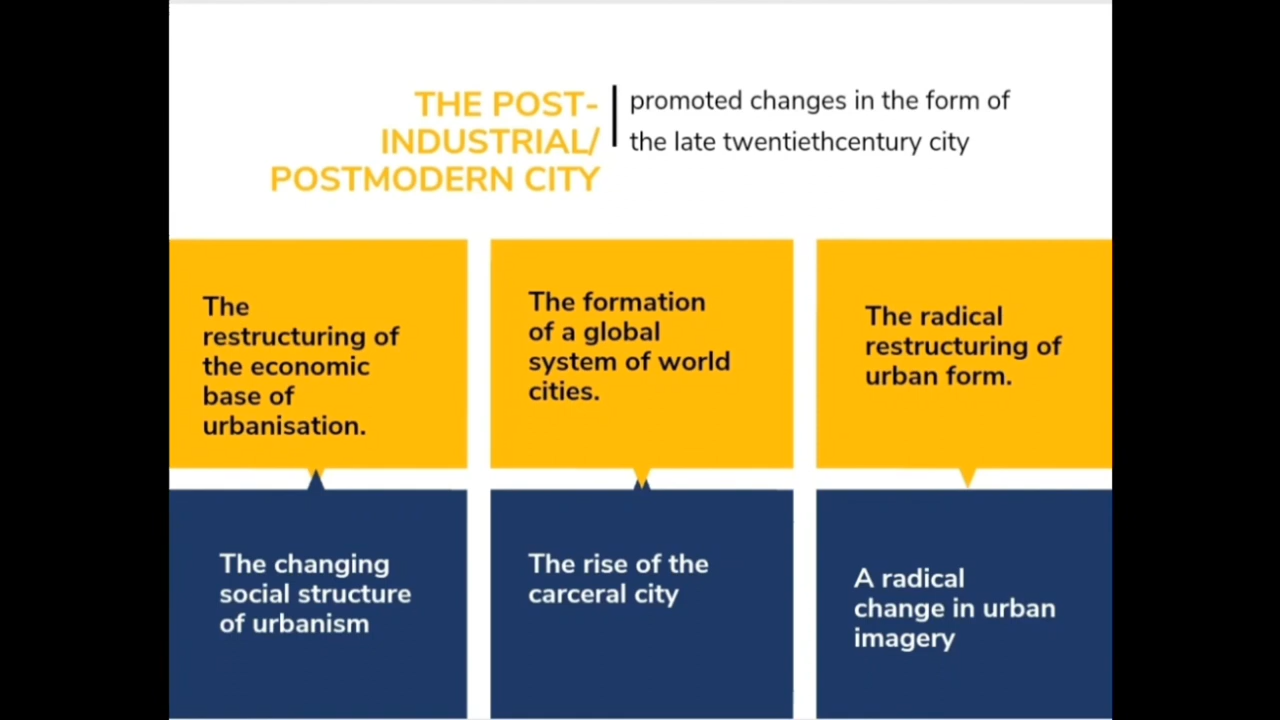 THE POST-
INDUSTRIAL/
POSTMODERN CITY
promoted changes in the form of
the late twentiethcentury city
The
restructuring of
the economic
base of
urbanisation.
The formation
of a global
system of world
cities.
The radical
restructuring of
urban form.
The changing
social structure
of urbanism
The rise of the
carceral city
A radical
change in urban
imagery